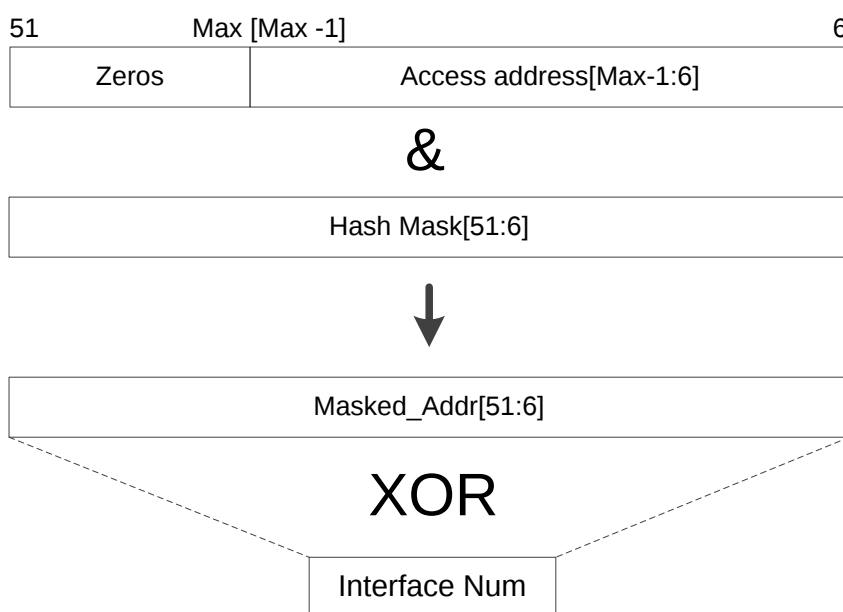 51 Max [Max -1] 6
Zeros Access address[Max-1:6]
&
Hash Mask[51:6]
Masked_Addr[51:6]
XOR
Interface Num